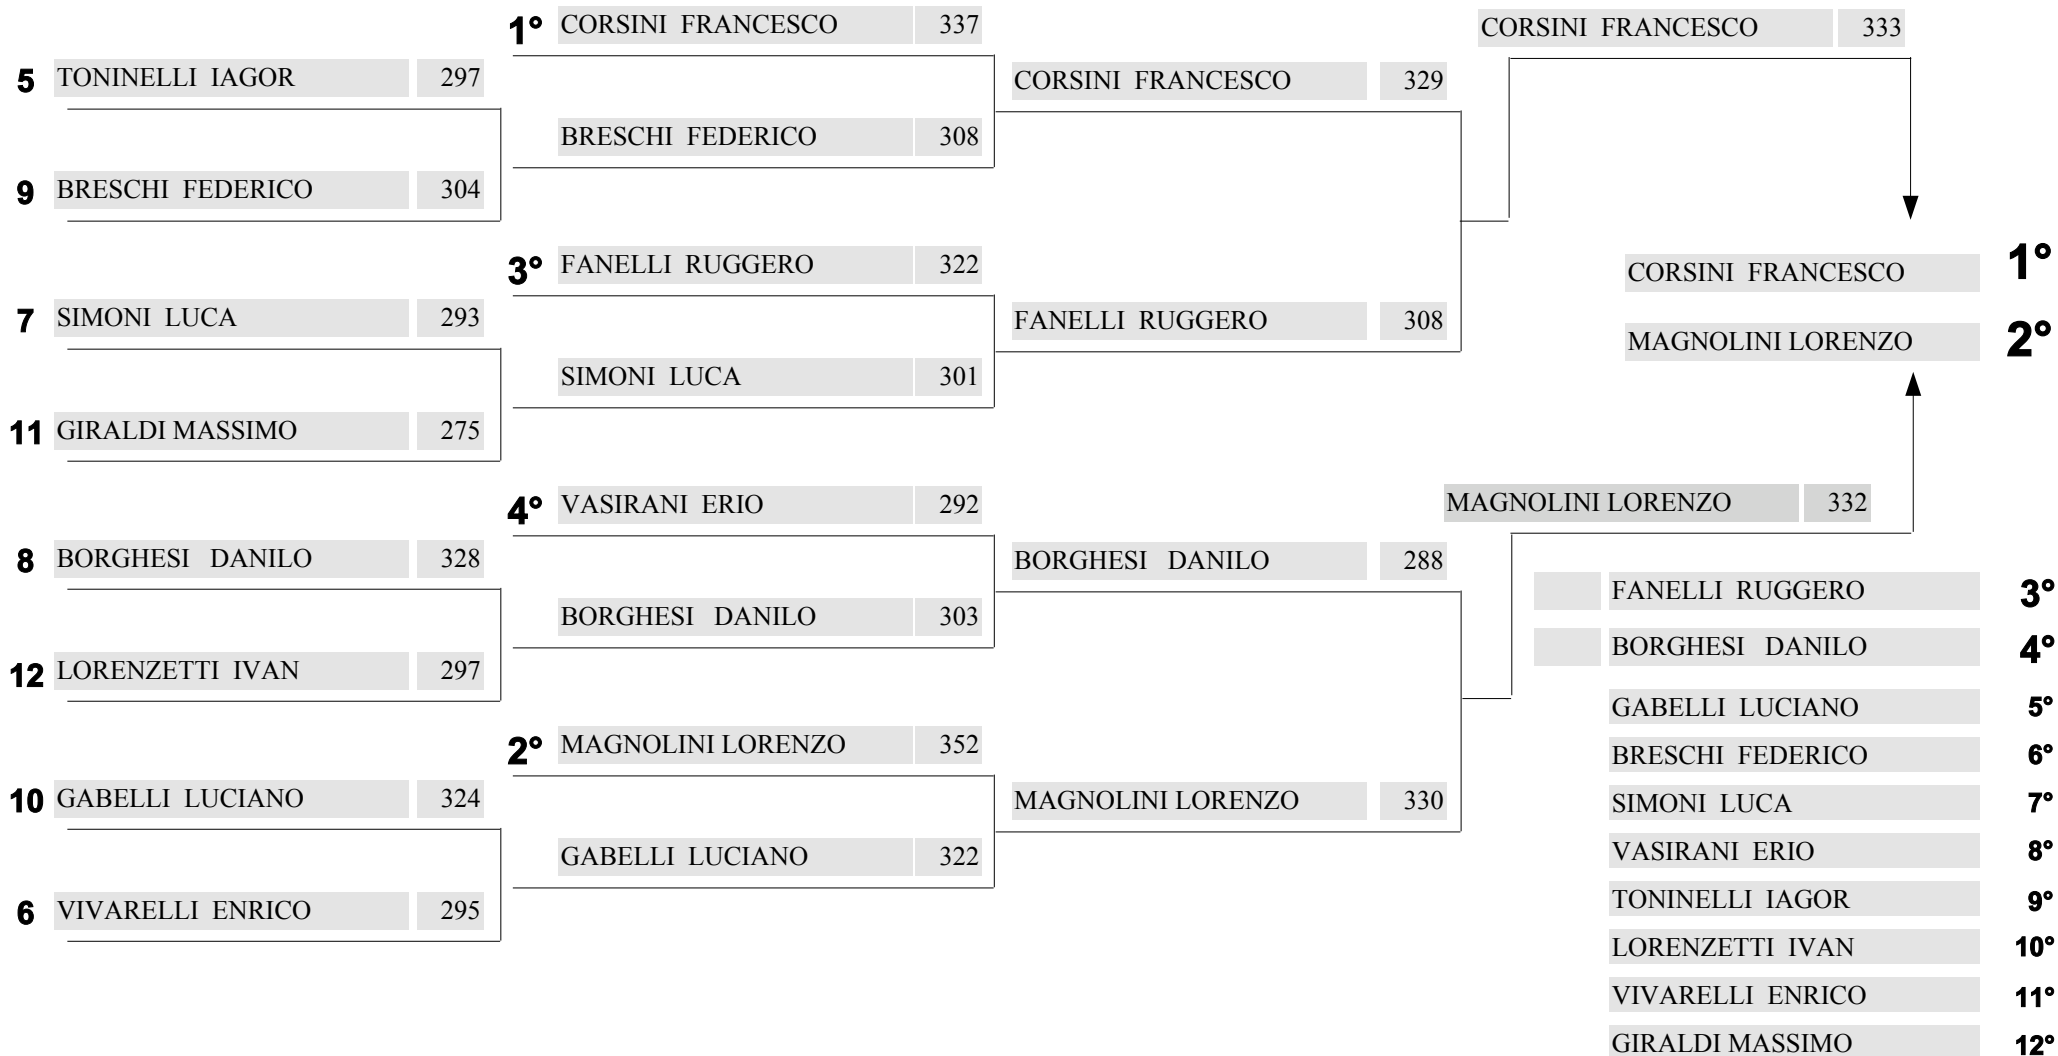 5 TONINELLI IAGOR 297
9 BRESCHI FEDERICO 304
7 SIMONI LUCA 293
11 GIRALDI MASSIMO 275
8 BORGHESI DANILO 328
12 LORENZETTI IVAN 297
10 GABELLI LUCIANO 324
6 VIVARELLI ENRICO 295
1° CORSINI FRANCESCO 337
BRESCHI FEDERICO 308
3° FANELLI RUGGERO 322
SIMONI LUCA 301
4° VASIRANI ERIO 292
BORGHESI DANILO 303
2° MAGNOLINI LORENZO 352
GABELLI LUCIANO 322
CORSINI FRANCESCO 329
FANELLI RUGGERO 308
BORGHESI DANILO 288
MAGNOLINI LORENZO 330
CORSINI FRANCESCO 333
MAGNOLINI LORENZO 332
CORSINI FRANCESCO 1°
MAGNOLINI LORENZO 2°
FANELLI RUGGERO 3°
BORGHESI DANILO 4°
GABELLI LUCIANO 5°
BRESCHI FEDERICO 6°
SIMONI LUCA 7°
VASIRANI ERIO 8°
TONINELLI IAGOR 9°
LORENZETTI IVAN 10°
VIVARELLI ENRICO 11°
GIRALDI MASSIMO 12°